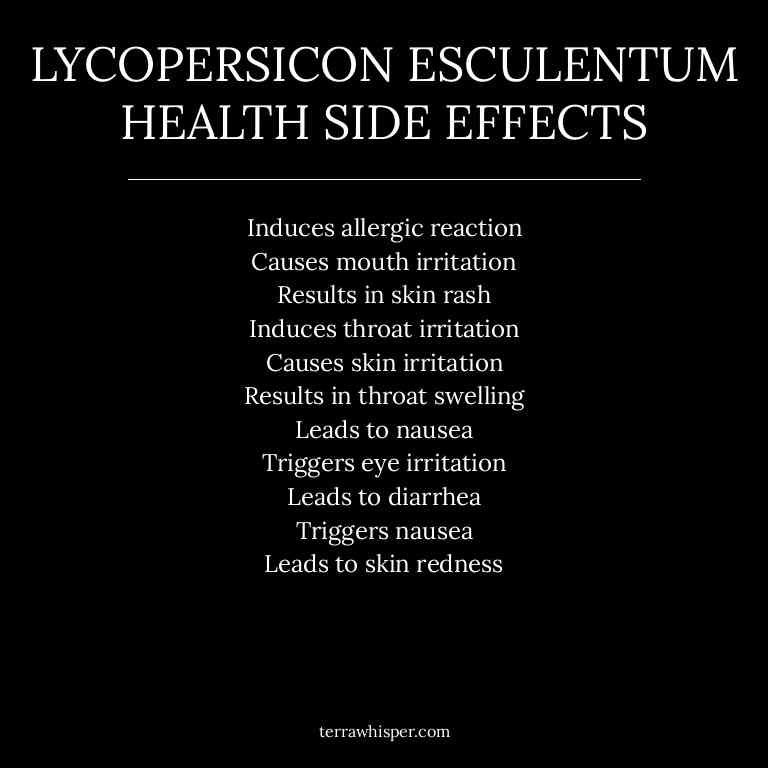 LYCOPERSICON ESCULENTUM
HEALTH SIDE EFFECTS
Induces allergic reaction
Causes mouth irritation
Results in skin rash
Induces throat irritation
Causes skin irritation
Results in throat swelling
Leads to nausea
Triggers eye irritation
Leads to diarrhea
Triggers nausea
Leads to skin redness
terrawhisper.com